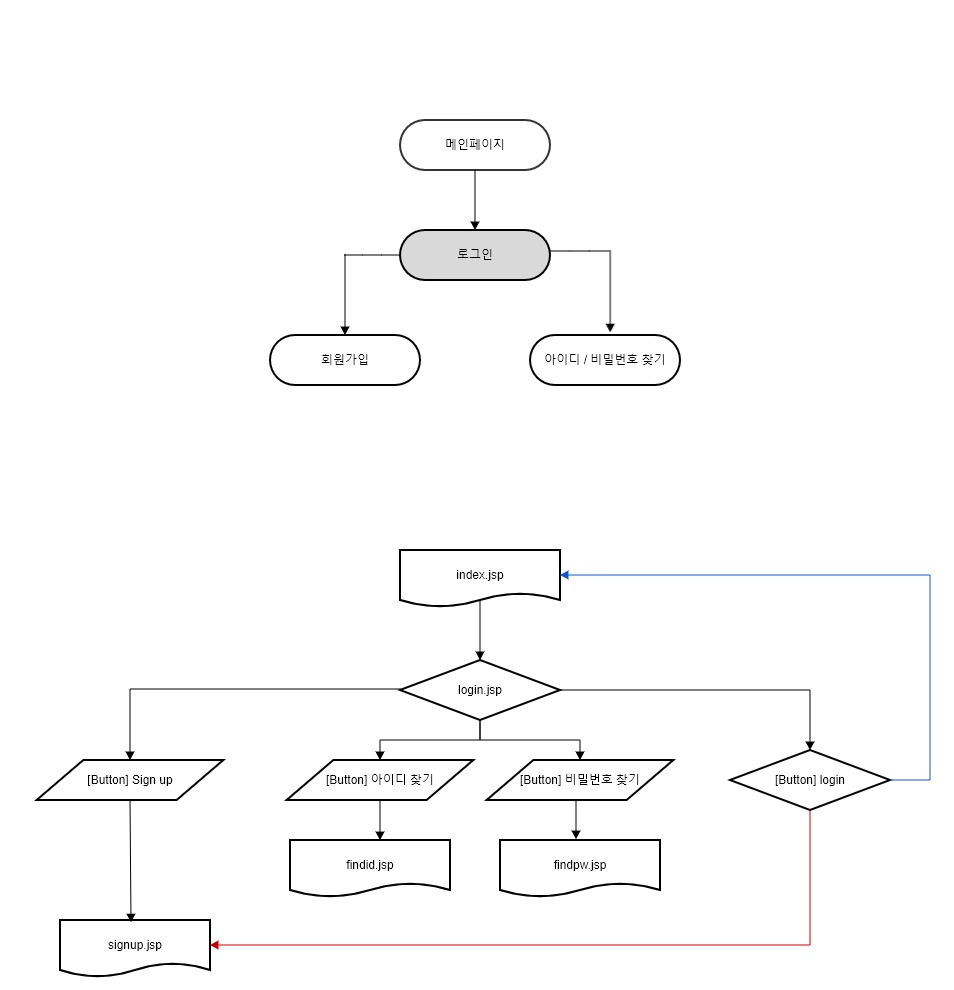 메인페이지
로그인
회원가입
아이디 / 비밀번호 찾기
index.jsp
login.jsp
[Button] Sign up
[Button] 아이디 찾기
[Button] 비밀번호 찾기
[Button] login
findid.jsp
findpw.jsp
signup.jsp